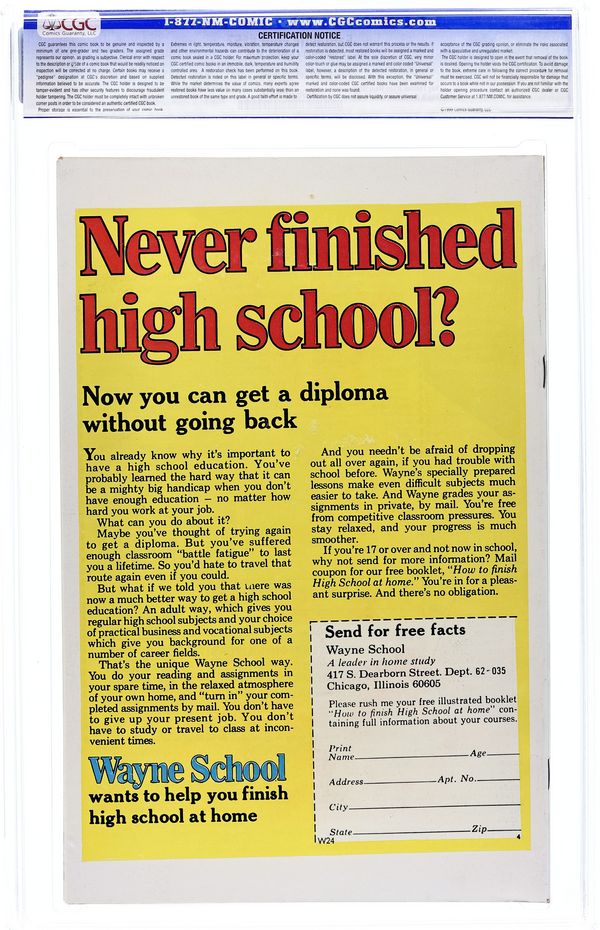 CGC
Comics Guaranty, LLC
1-877-NM-COMIC • www.CGCcomics.com
CERTIFICATION NOTICE
Never finished
high school?
Now you can get a diploma
without going back
You already know why it's important to
have a high school education. You've
probably learned the hard way that it can
be a mighty big handicap when you don't
have enough education – no matter how
hard you work at your job.
What can you do about it?
Maybe you've thought of trying again
to get a diploma. But you've suffered
enough classroom "battle fatigue" to last
you a lifetime. So you'd hate to travel that
route again even if you could.
But what if we told you that there was
now a much better way to get a high school
education? An adult way, which gives you
regular high school subjects and your choice
of practical business and vocational subjects
which give you background for one of a
number of career fields.
That's the unique Wayne School way.
You do your reading and assignments in
your spare time, in the relaxed atmosphere
of your own home, and "turn in" your com-
pleted assignments by mail. You don't have
to give up your present job. You don't
have to study or travel to class at incon-
venient times.
Wayne School
wants to help you finish
high school at home
And you needn't be afraid of dropping
out all over again, if you had trouble with
school before. Wayne's specially prepared
lessons make even difficult subjects much
easier to take. And Wayne grades your as-
signments in private, by mail. You're free
from competitive classroom pressures. You
stay relaxed, and your progress is much
smoother.
If you're 17 or over and not now in school,
why not send for more information? Mail
coupon for our free booklet, "How to finish
High School at home." You're in for a pleas-
ant surprise. And there's no obligation.
Send for free facts
Wayne School
A leader in home study
417 S. Dearborn Street. Dept. 62-035
Chicago, Illinois 60605
Please rush me your free illustrated booklet
"How to finish High School at home" con-
taining full information about your courses.
Print
Name Age
Address Apt. No.
City
State Zip
W24 4